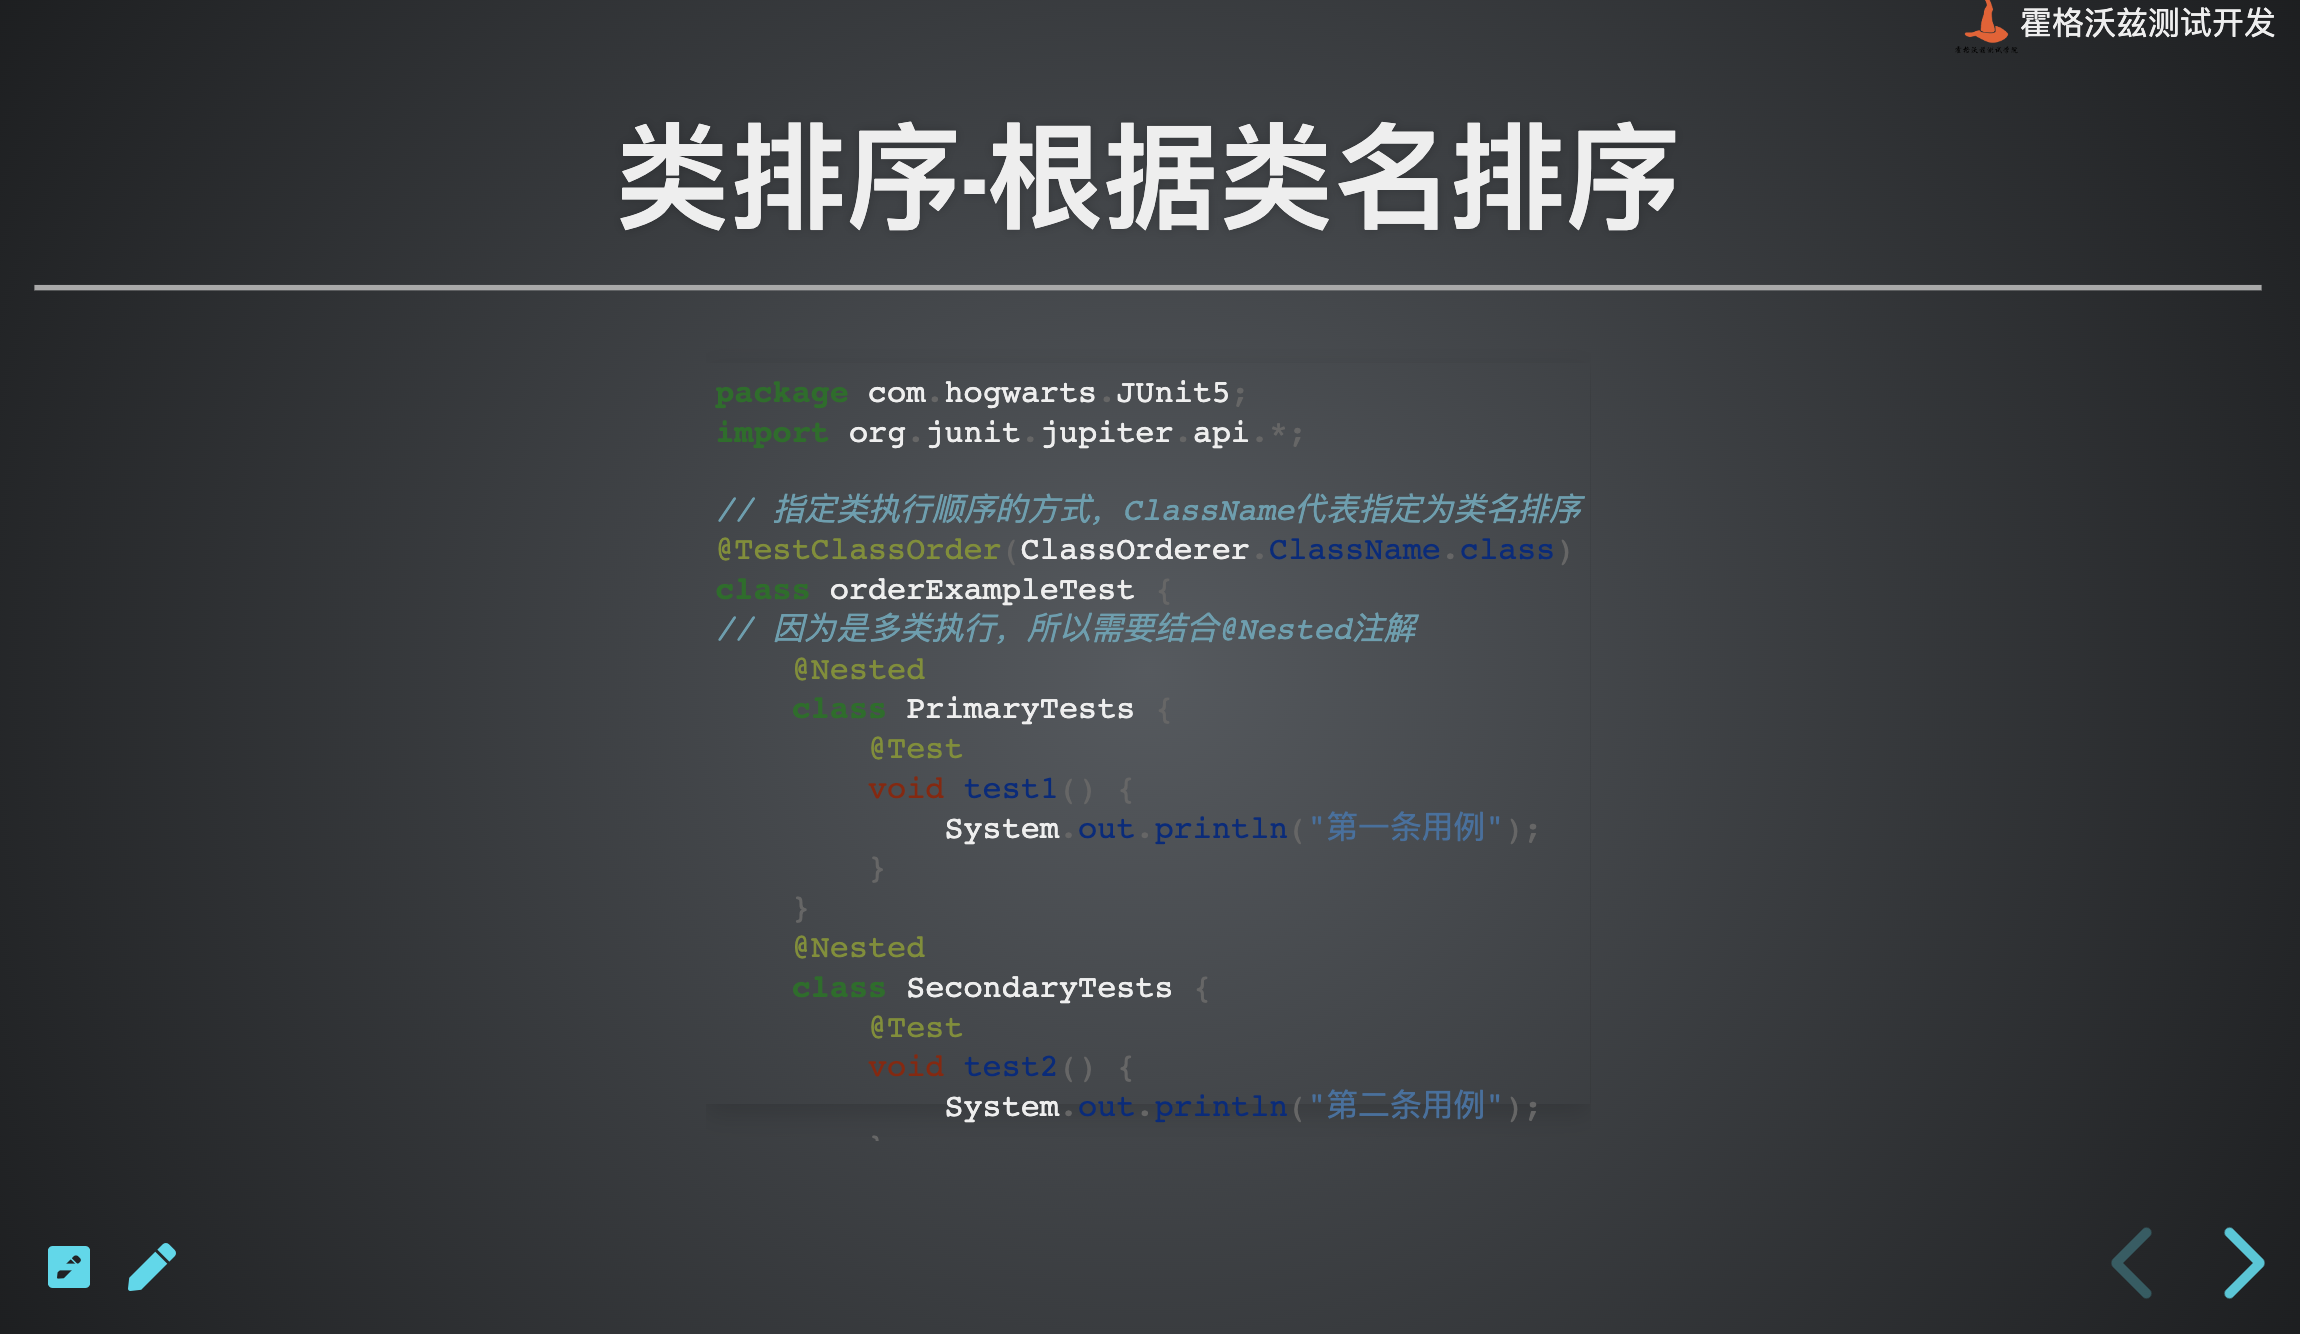 霍格沃兹测试开发
类排序-根据类名排序
package com.hogwarts.JUnit5;
import org.junit.jupiter.api.*;
// 指定类执行顺序的方式，ClassName代表指定为类名排序
@TestClassOrder(ClassOrderer.ClassName.class)
class orderExampleTest {
// 因为是多类执行，所以需要结合@Nested注解
    @Nested
    class PrimaryTests {
        @Test
        void test1() {
            System.out.println("第一条用例");
        }
    }
    @Nested
    class SecondaryTests {
        @Test
        void test2() {
            System.out.println("第二条用例");